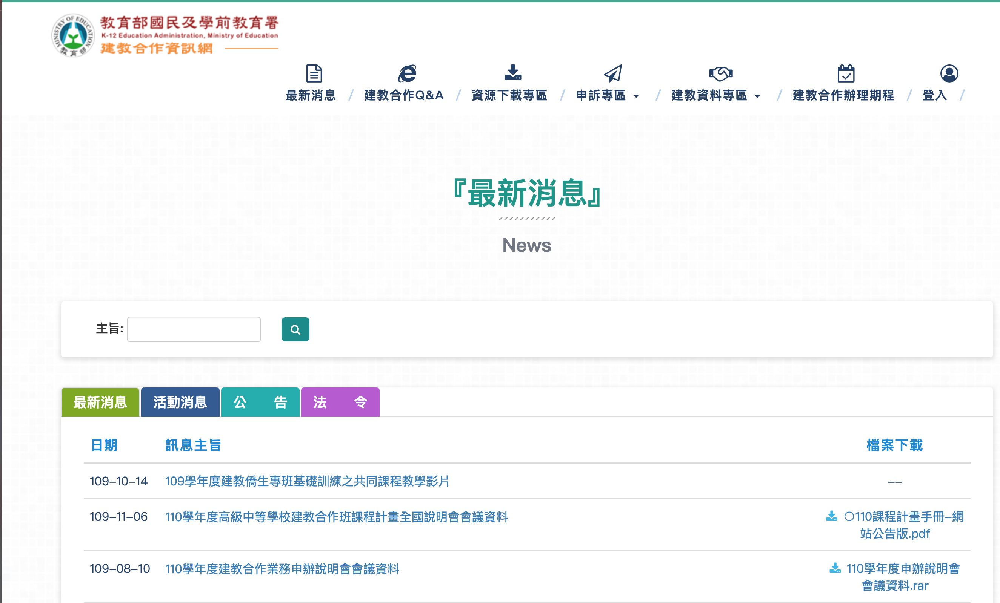 MINISTRY OF EDUCATION
教育部
教育部國民及學前教育署
K-12 Education Administration, Ministry of Education
建教合作資訊網
最新消息 / 建教合作Q&A / 資源下載專區 / 申訴專區 / 建教資料專區 / 建教合作辦理期程 / 登入 /
『最新消息』
News
主旨:
最新消息 活動消息 公 告 法 令
日期 訊息主旨 檔案下載
109-10-14 109學年度建教僑生專班基礎訓練之共同課程教學影片 --
109-11-06 110學年度高級中等學校建教合作班課程計畫全國說明會會議資料 ○110課程計畫手冊-網
站公告版.pdf
109-08-10 110學年度建教合作業務申辦說明會會議資料 110學年度申辦說明會
會議資料.rar